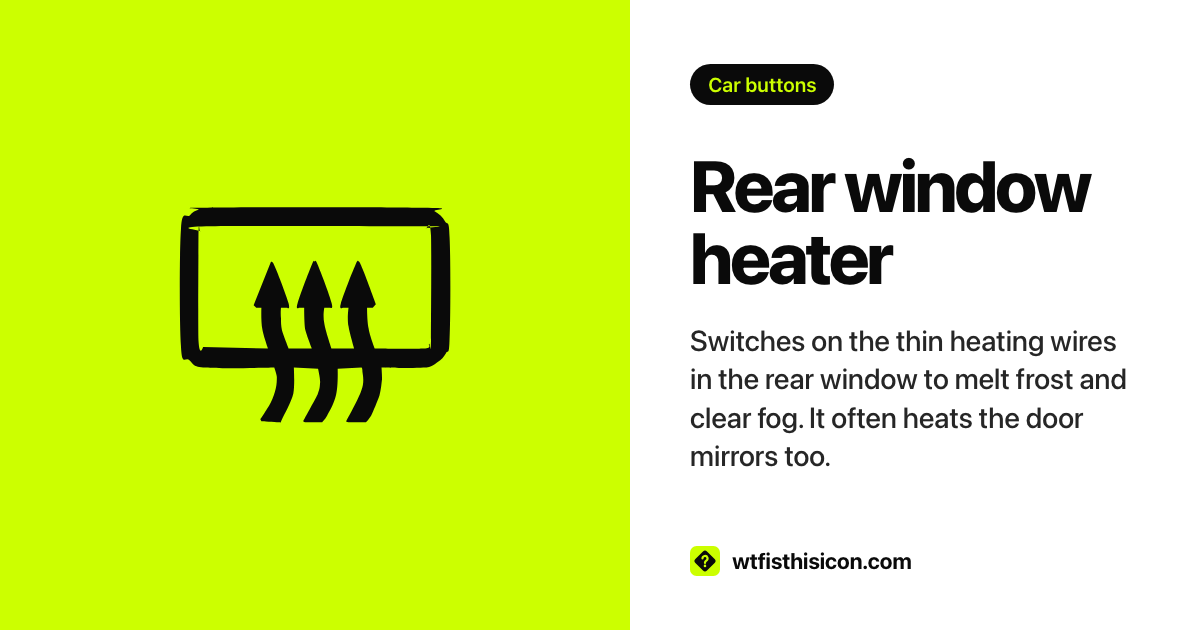 Car buttons
Rear window
heater
Switches on the thin heating wires
in the rear window to melt frost and
clear fog. It often heats the door
mirrors too.
?
wtfisthisicon.com